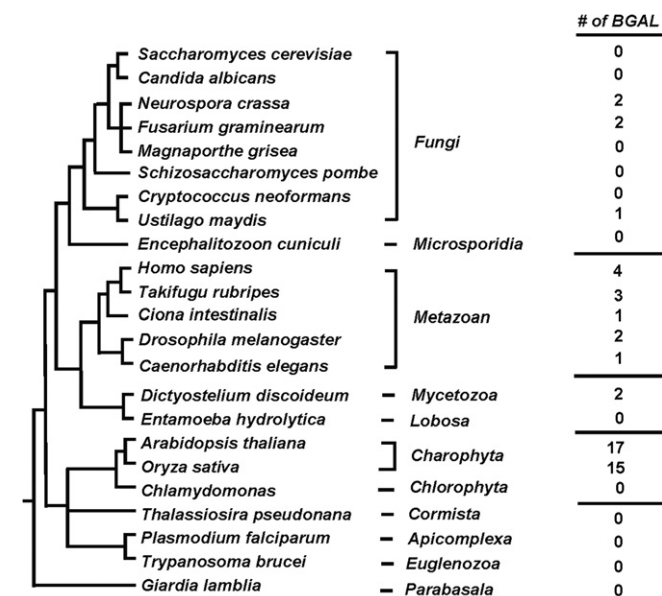 # of BGAL
Saccharomyces cerevisiae 0
Candida albicans 0
Neurospora crassa 2
Fusarium graminearum 2
Fungi
Magnaporthe grisea 0
Schizosaccharomyces pombe 0
Cryptococcus neoformans 0
Ustilago maydis 1
Encephalitozoon cuniculi Microsporidia 0
Homo sapiens 4
Takifugu rubripes 3
Ciona intestinalis Metazoan 1
Drosophila melanogaster 2
Caenorhabditis elegans 1
Dictyostelium discoideum Mycetozoa 2
Entamoeba hydrolytica Lobosa 0
Arabidopsis thaliana 17
Charophyta
Oryza sativa 15
Chlamydomonas Chlorophyta 0
Thalassiosira pseudonana Cormista 0
Plasmodium falciparum Apicomplexa 0
Trypanosoma brucei Euglenozoa 0
Giardia lamblia Parabasala 0